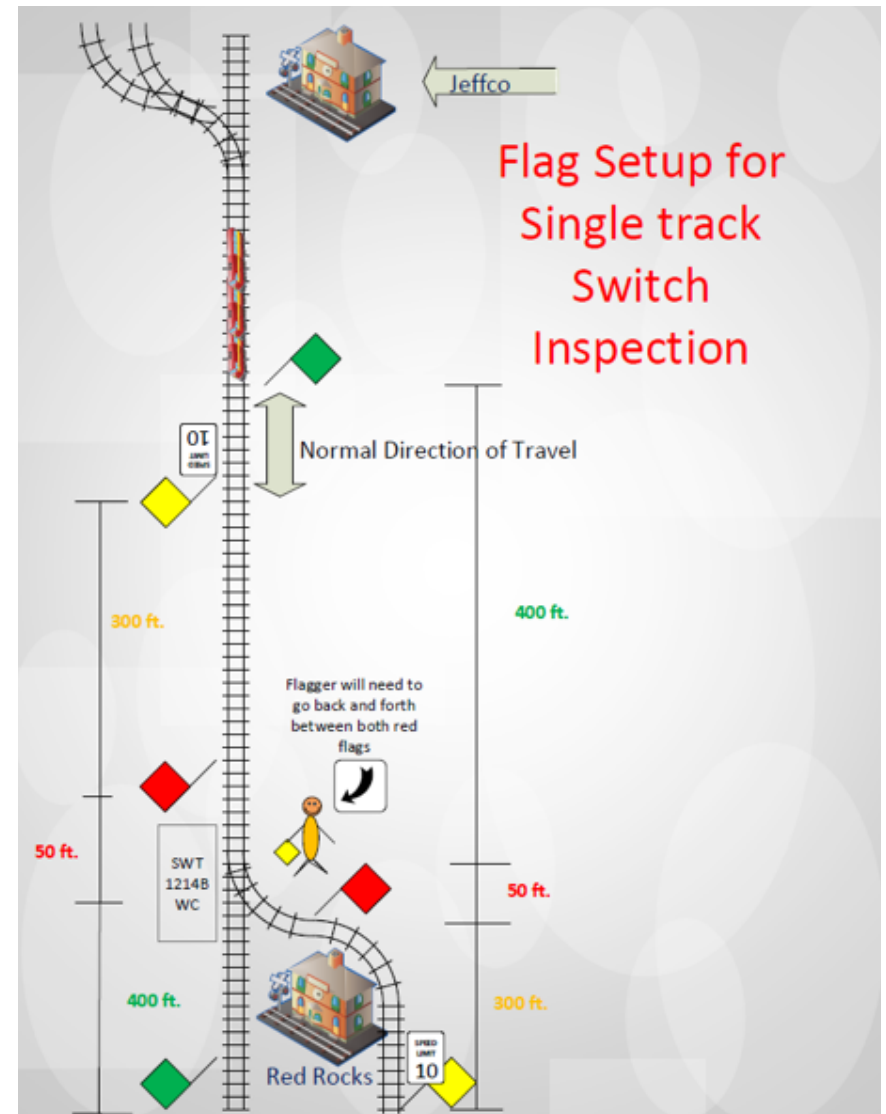 Jeffco
Flag Setup for
Single track
Switch
Inspection
SPEED
LIMIT
10
Normal Direction of Travel
300 ft.
400 ft.
Flagger will need to
go back and forth
between both red
flags
50 ft.
SWT
1214B
WC
50 ft.
400 ft.
300 ft.
SPEED
LIMIT
10
Red Rocks